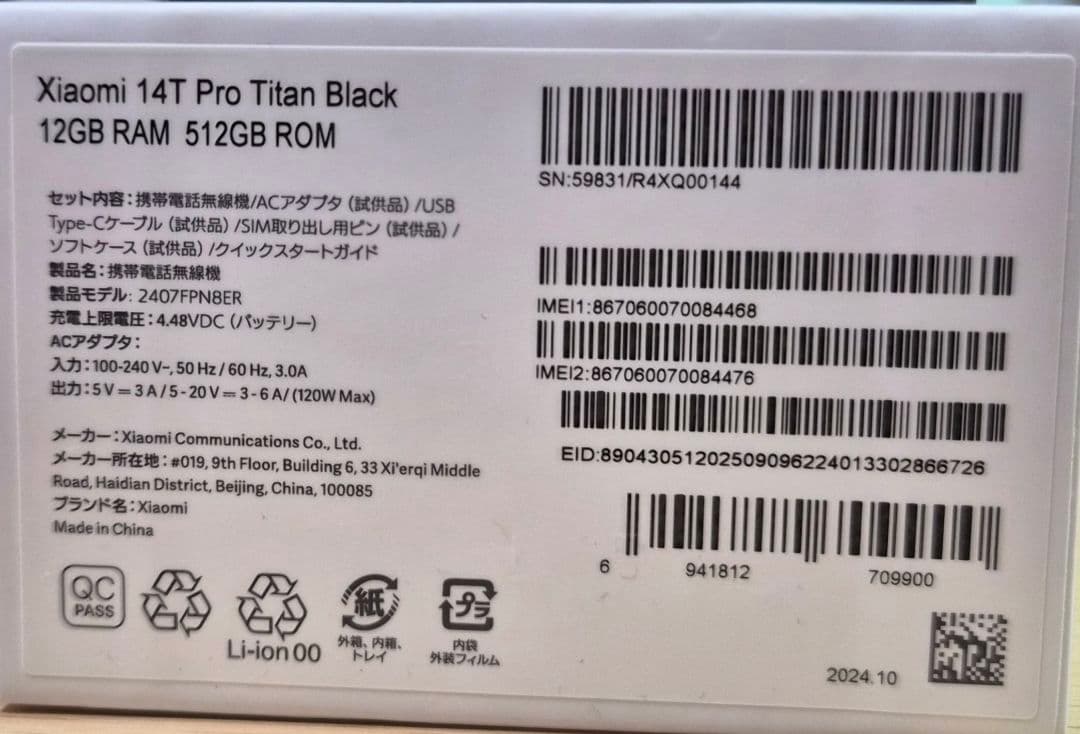 Xiaomi 14T Pro Titan Black
12GB RAM 512GB ROM
セット内容：携帯電話無線機/ACアダプタ（試供品）/USB
Type-Cケーブル（試供品）/SIM取り出し用ピン（試供品）/
ソフトケース（試供品）/クイックスタートガイド
製品名：携帯電話無線機
製品モデル: 2407FPN8ER
充電上限電圧：4.48VDC（バッテリー）
ACアダプタ：
入力：100-240 V~, 50 Hz / 60 Hz, 3.0A
出力：5 V ⎓ 3 A / 5 - 20 V ⎓ 3 - 6 A/ (120W Max)
メーカー：Xiaomi Communications Co., Ltd.
メーカー所在地：#019, 9th Floor, Building 6, 33 Xi'erqi Middle
Road, Haidian District, Beijing, China, 100085
ブランド名：Xiaomi
Made in China
QC
PASS
Li-ion 00
紙
外箱、内箱、
トレイ
プラ
内袋
外装フィルム
SN:59831/R4XQ00144
IMEI1:867060070084468
IMEI2:867060070084476
EID:89043051202509096224013302866726
6 941812 709900
2024.10